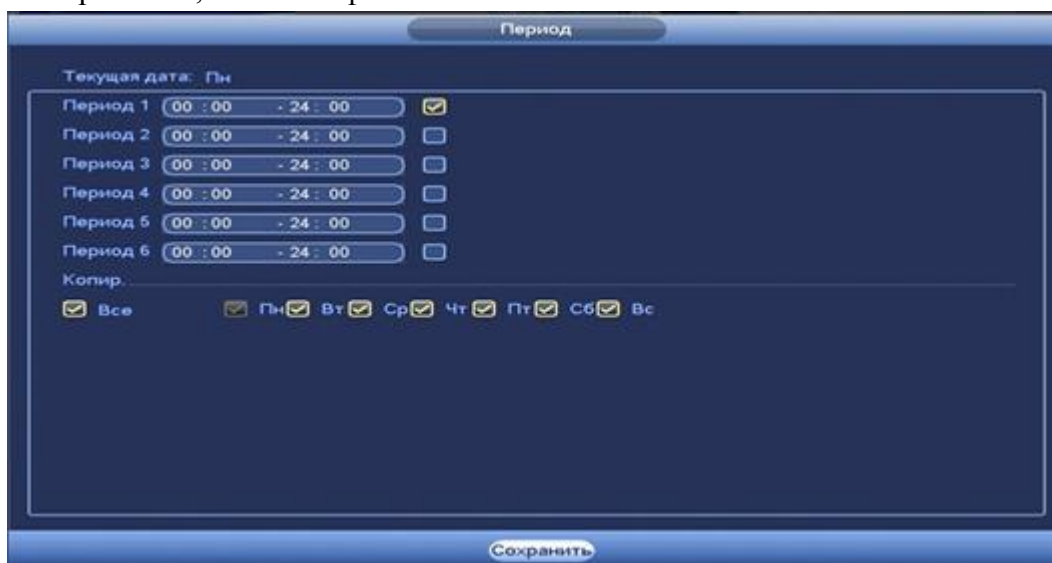 Период
Текущая дата: Пн
Период 1 00 : 00 - 24 : 00
Период 2 00 : 00 - 24 : 00
Период 3 00 : 00 - 24 : 00
Период 4 00 : 00 - 24 : 00
Период 5 00 : 00 - 24 : 00
Период 6 00 : 00 - 24 : 00
Копир.
Все Пн Вт Ср Чт Пт Сб Вс
Сохранить